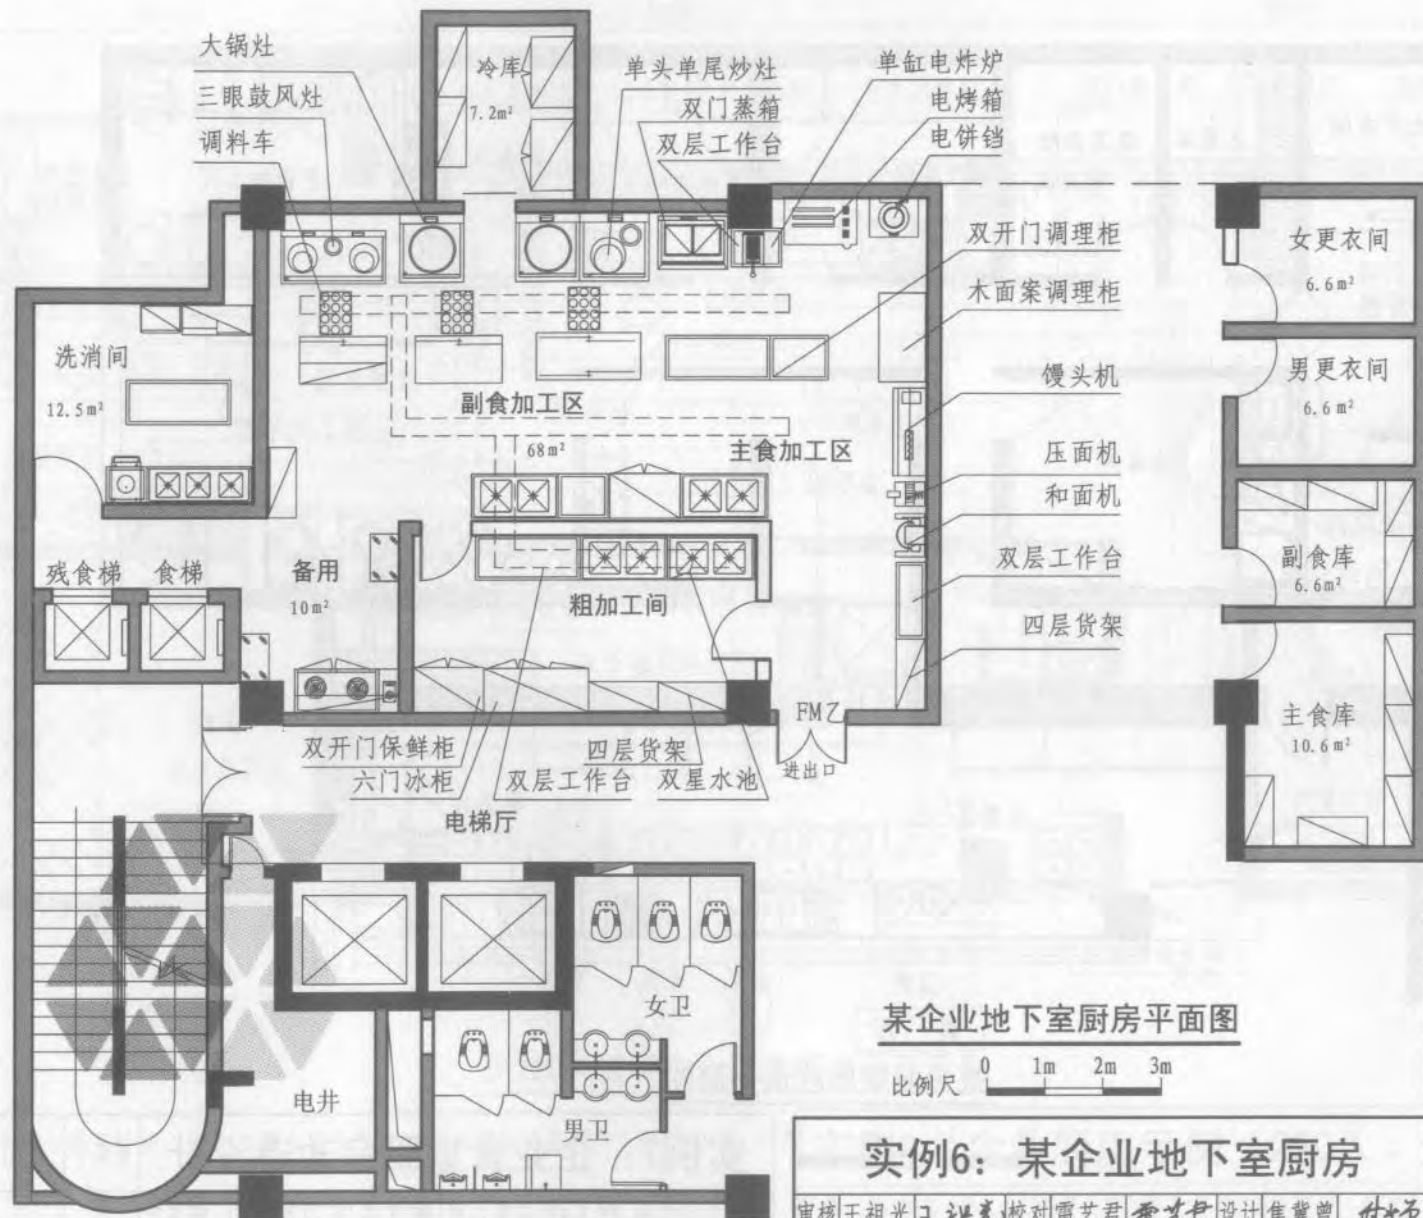 大锅灶
三眼鼓风灶
调料车
冷库
7.2m²
单头单尾炒灶
双门蒸箱
双层工作台
单缸电炸炉
电烤箱
电饼铛
双开门调理柜
木面案调理柜
馒头机
压面机
和面机
双层工作台
四层货架
女更衣间
6.6m²
男更衣间
6.6m²
副食库
6.6m²
主食库
10.6m²
洗消间
12.5m²
副食加工区
68m²
主食加工区
残食梯
食梯
备用
10m²
粗加工间
FM乙
进出口
双开门保鲜柜
六门冰柜
双层工作台
四层货架
双星水池
电梯厅
女卫
男卫
电井
某企业地下室厨房平面图
比例尺
0 1m 2m 3m
实例6：某企业地下室厨房
审核 王祖光 校对 雷艺君 设计 焦冀曾